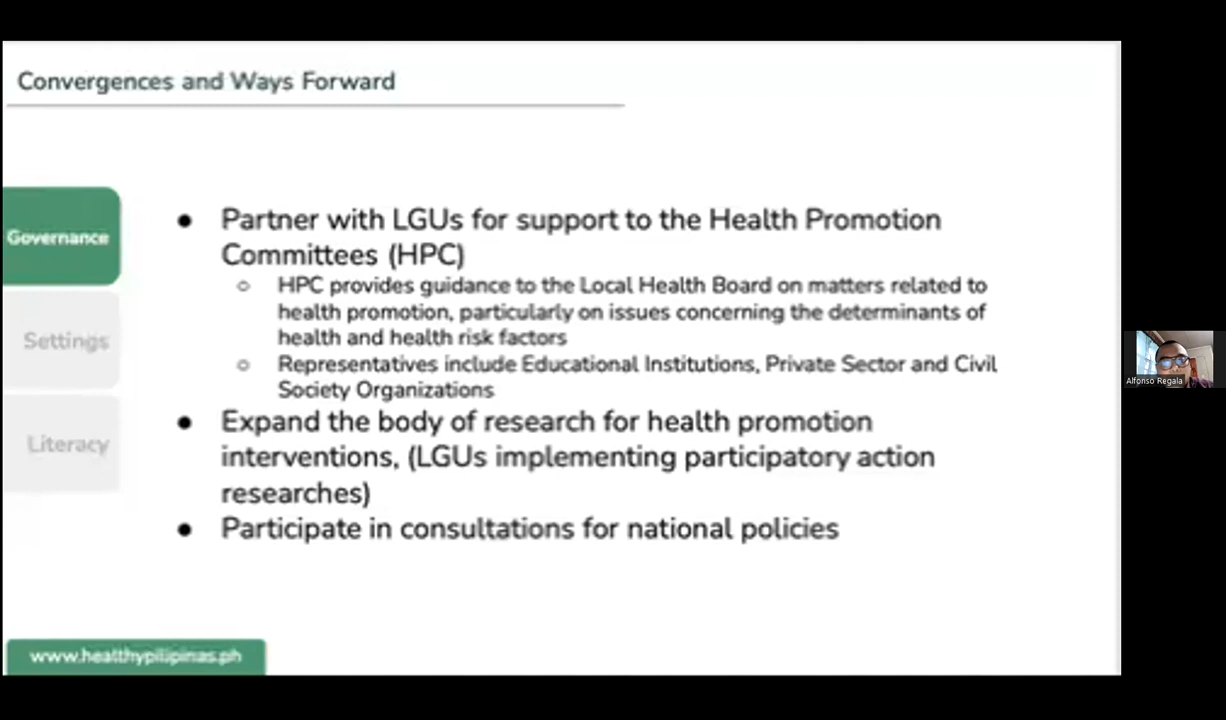 Convergences and Ways Forward
Governance
Settings
Literacy
● Partner with LGUs for support to the Health Promotion
Committees (HPC)
○ HPC provides guidance to the Local Health Board on matters related to
health promotion, particularly on issues concerning the determinants of
health and health risk factors
○ Representatives include Educational Institutions, Private Sector and Civil
Society Organizations
● Expand the body of research for health promotion
interventions, (LGUs implementing participatory action
researches)
● Participate in consultations for national policies
www.healthypilipinas.ph
Alfonso Regala